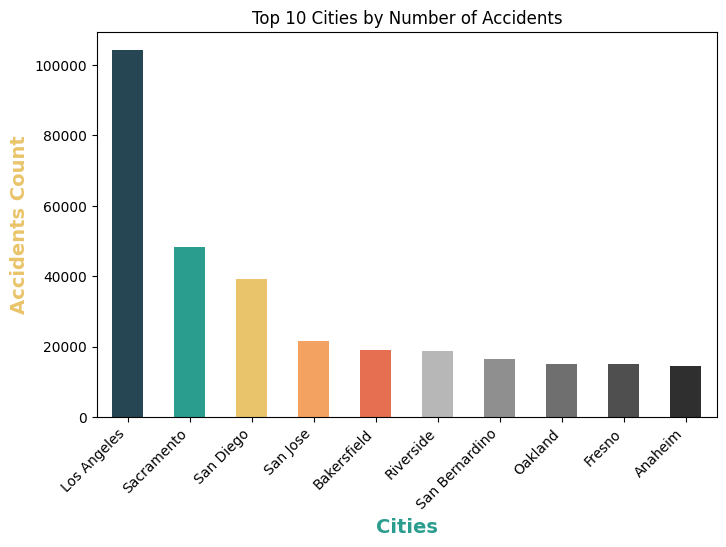 Top 10 Cities by Number of Accidents
Accidents Count
100000
80000
60000
40000
20000
0
Los Angeles
Sacramento
San Diego
San Jose
Bakersfield
Riverside
San Bernardino
Oakland
Fresno
Anaheim
Cities